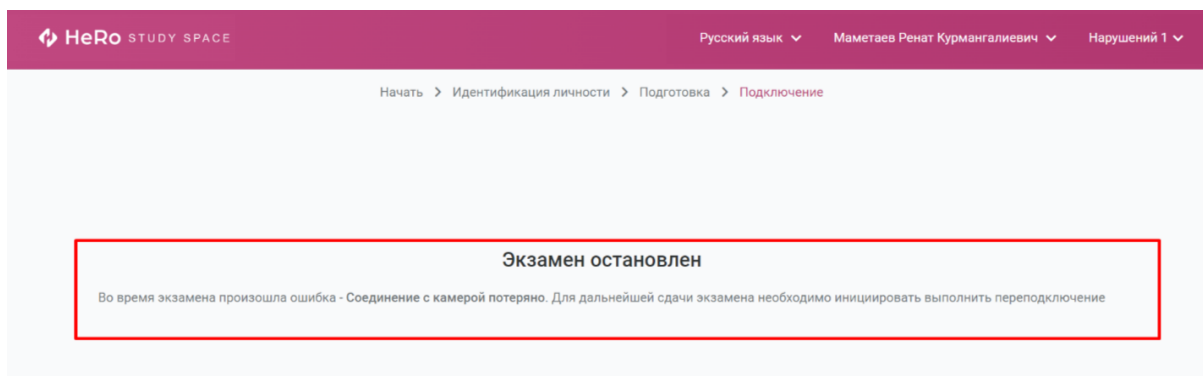 HeRo STUDY SPACE Русский язык Маметаев Ренат Курмангалиевич Нарушений 1
Начать > Идентификация личности > Подготовка > Подключение
Экзамен остановлен
Во время экзамена произошла ошибка - Соединение с камерой потеряно. Для дальнейшей сдачи экзамена необходимо инициировать выполнить переподключение